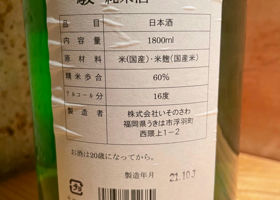 純米酒
品目 日本酒
内容量 1800ml
原材料 米(国産)・米麹(国産米)
精米歩合 60%
アルコール分 16度
製造者 株式会社いそのさわ
福岡県うきは市浮羽町
西隈上1-2
お酒は20歳になってから。
製造年月 21.10.J